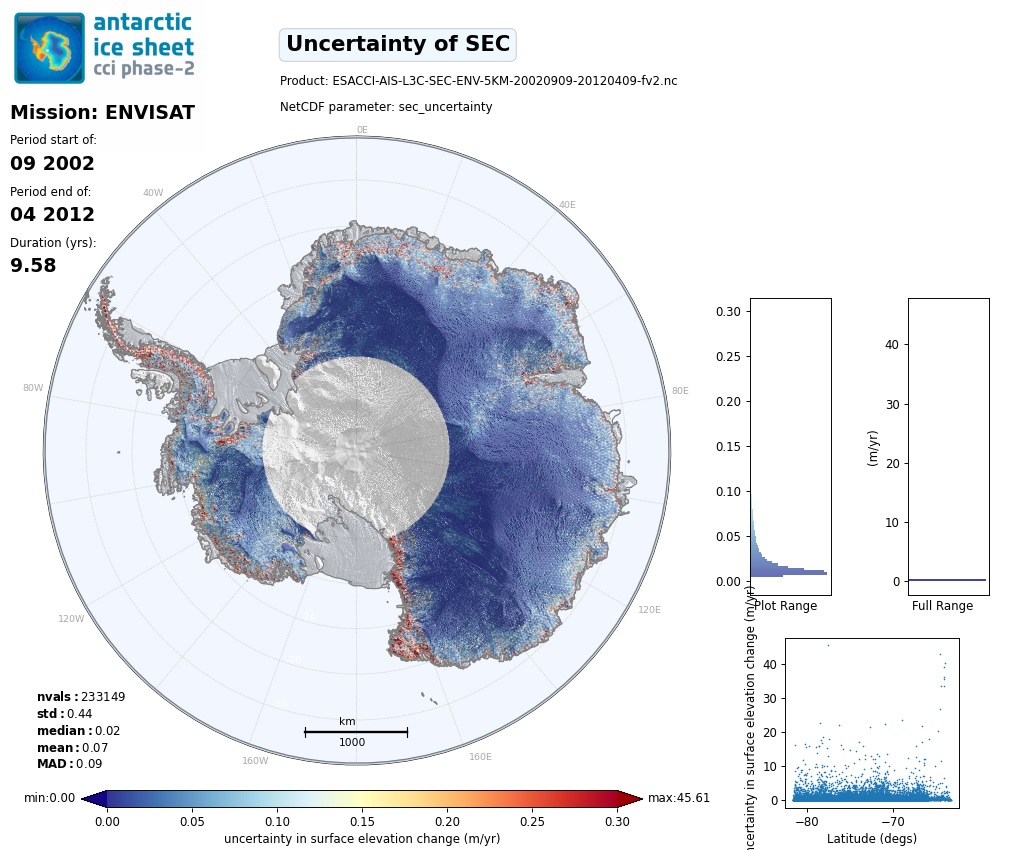 antarctic
ice sheet
cci phase-2
Uncertainty of SEC
Product: ESACCI-AIS-L3C-SEC-ENV-5KM-20020909-20120409-fv2.nc
NetCDF parameter: sec_uncertainty
Mission: ENVISAT
Period start of:
09 2002
Period end of:
04 2012
Duration (yrs):
9.58
0E
40W
40E
80W
80E
120W
120E
160W
160E
km
1000
nvals: 233149
std: 0.44
median: 0.02
mean: 0.07
MAD: 0.09
min:0.00
max:45.61
0.00 0.05 0.10 0.15 0.20 0.25 0.30
uncertainty in surface elevation change (m/yr)
0.30
0.25
0.20
0.15
0.10
0.05
0.00
Plot Range
(m/yr)
40
30
20
10
0
Full Range
ncertainty in surface elevation change (m/yr)
40
30
20
10
0
−80 −70
Latitude (degs)